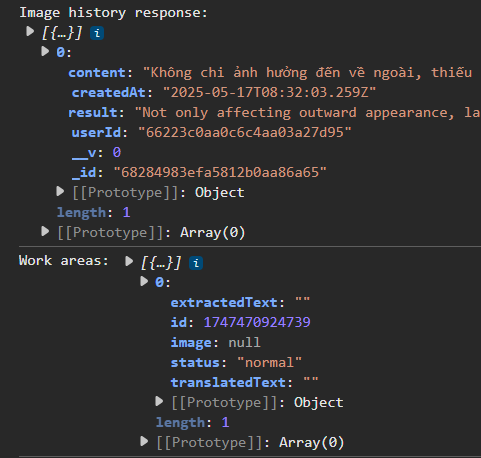 Image history response:
▶ [{…}] i
▼ 0:
content: "Không chi ảnh hưởng đến vẻ ngoài, thiếu
createdAt: "2025-05-17T08:32:03.259Z"
result: "Not only affecting outward appearance, la
userId: "66223c0aa0c6c4aa03a27d95"
__v: 0
_id: "68284983efa5812b0aa86a65"
▶ [[Prototype]]: Object
length: 1
▶ [[Prototype]]: Array(0)
Work areas: ▶ [{…}] i
▼ 0:
extractedText: ""
id: 1747470924739
image: null
status: "normal"
translatedText: ""
▶ [[Prototype]]: Object
length: 1
▶ [[Prototype]]: Array(0)